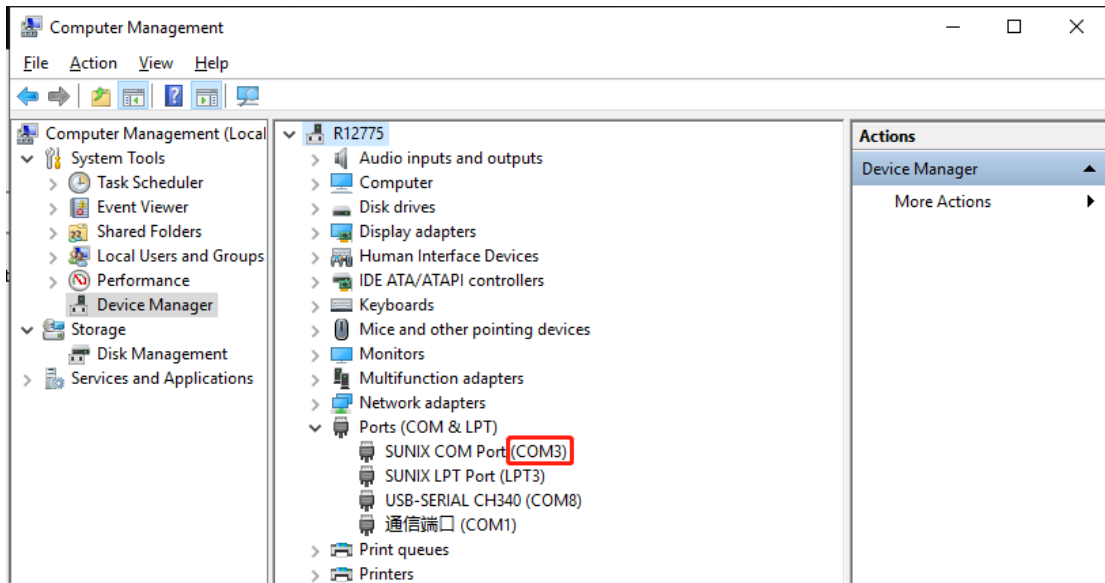 Computer Management
File Action View Help
Computer Management (Local
System Tools
Task Scheduler
Event Viewer
Shared Folders
Local Users and Groups
Performance
Device Manager
Storage
Disk Management
Services and Applications
R12775
Audio inputs and outputs
Computer
Disk drives
Display adapters
Human Interface Devices
IDE ATA/ATAPI controllers
Keyboards
Mice and other pointing devices
Monitors
Multifunction adapters
Network adapters
Ports (COM & LPT)
SUNIX COM Port (COM3)
SUNIX LPT Port (LPT3)
USB-SERIAL CH340 (COM8)
通信端口 (COM1)
Print queues
Printers
Actions
Device Manager
More Actions